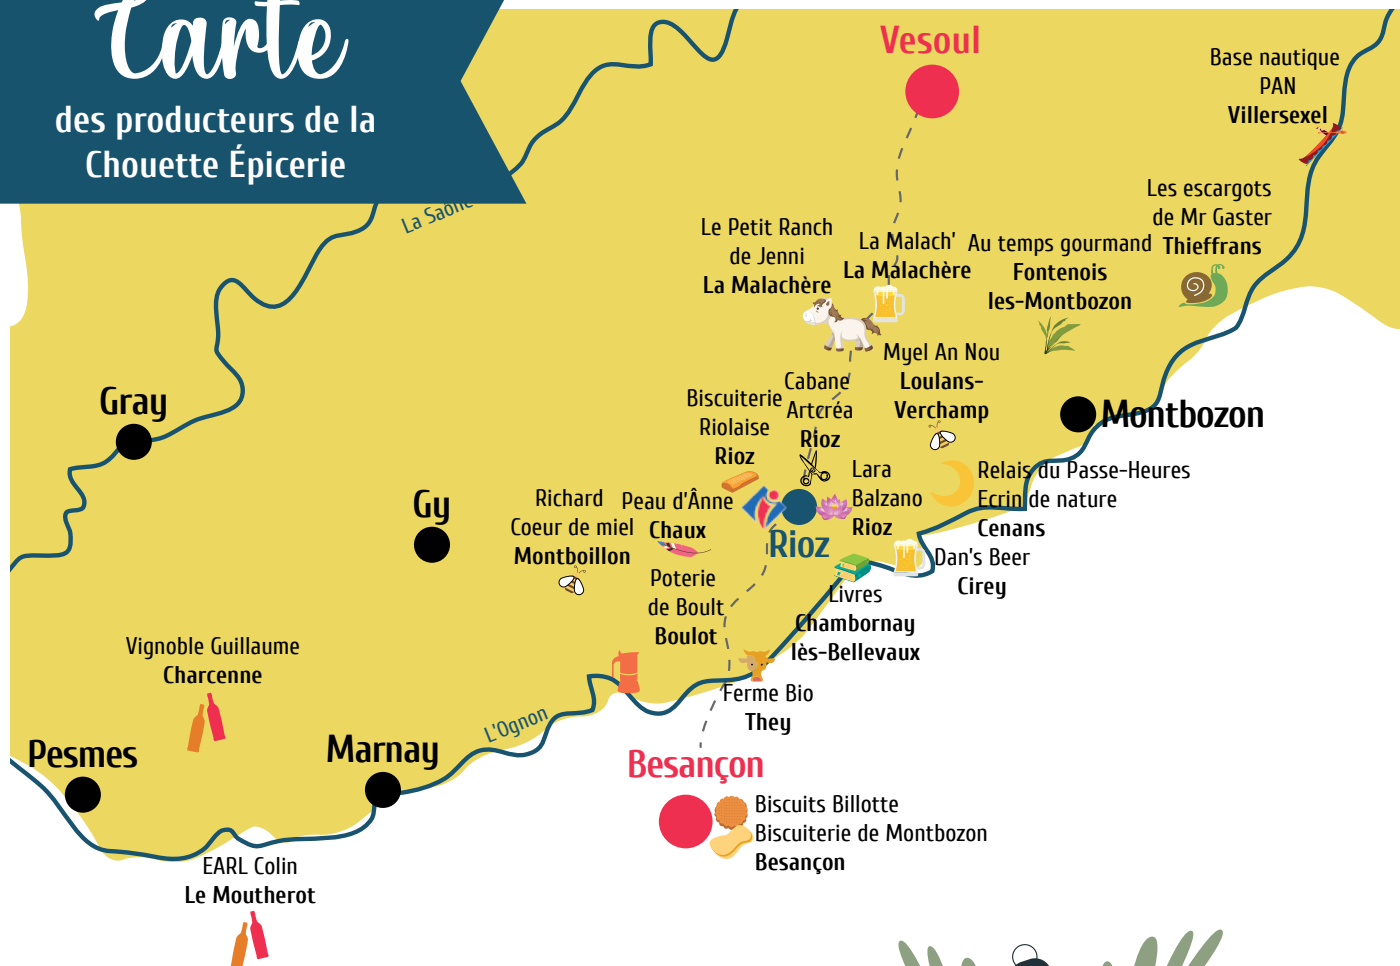 Carte
des producteurs de la
Chouette Épicerie
Vesoul
Base nautique
PAN
Villersexel
La Saône
Les escargots
de Mr Gaster
Thieffrans
Le Petit Ranch
de Jenni
La Malachère
La Malach'
La Malachère
Au temps gourmand
Fontenois
les-Montbozon
Myel An Nou
Loulans-
Verchamp
Cabane
Artcréa
Rioz
Biscuiterie
Riolaise
Rioz
Gray
Montbozon
Gy
Richard
Coeur de miel
Montboillon
Peau d'Ânne
Chaux
Lara
Balzano
Rioz
Relais du Passe-Heures
Ecrin de nature
Cenans
Rioz
Dan's Beer
Cirey
Poterie
de Boult
Boulot
Livres
Chambornay
lès-Bellevaux
Vignoble Guillaume
Charcenne
Ferme Bio
They
L'Ognon
Pesmes
Marnay
Besançon
Biscuits Billotte
Biscuiterie de Montbozon
Besançon
EARL Colin
Le Moutherot